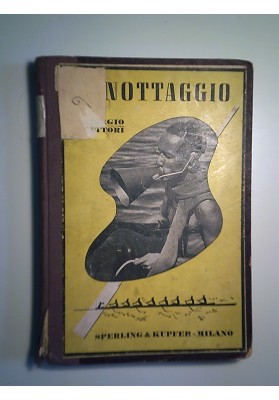 NOTTAGGIO
SPERLING & KUPFER - MILANO